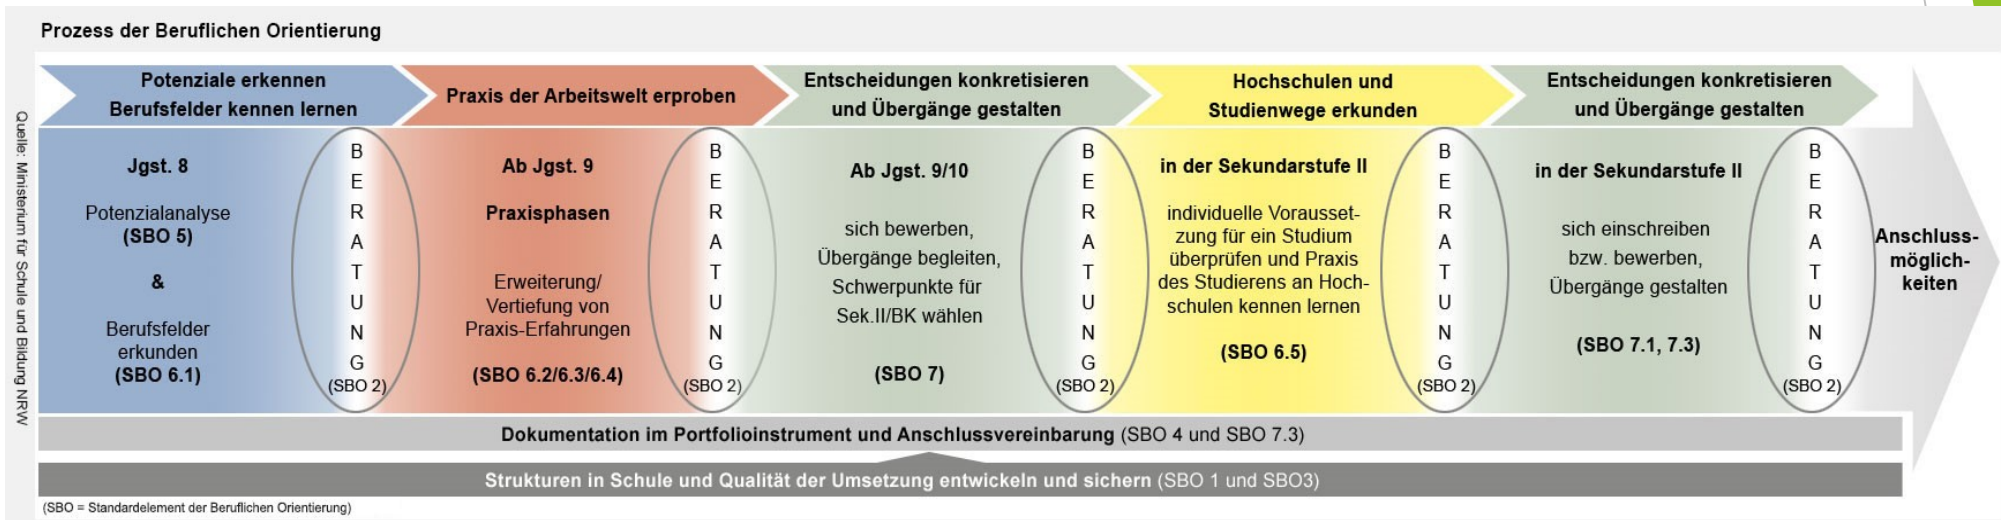 Prozess der Beruflichen Orientierung
Quelle: Ministerium für Schule und Bildung NRW
Potenziale erkennen
Berufsfelder kennen lernen
Jgst. 8
Potenzialanalyse
(SBO 5)
&
Berufsfelder
erkunden
(SBO 6.1)
BERATUNG
(SBO 2)
Praxis der Arbeitswelt erproben
Ab Jgst. 9
Praxisphasen
Erweiterung/
Vertiefung von
Praxis-Erfahrungen
(SBO 6.2/6.3/6.4)
BERATUNG
(SBO 2)
Entscheidungen konkretisieren
und Übergänge gestalten
Ab Jgst. 9/10
sich bewerben,
Übergänge begleiten,
Schwerpunkte für
Sek.II/BK wählen
(SBO 7)
BERATUNG
(SBO 2)
Hochschulen und
Studienwege erkunden
in der Sekundarstufe II
individuelle Vorausset-
zung für ein Studium
überprüfen und Praxis
des Studierens an Hoch-
schulen kennen lernen
(SBO 6.5)
BERATUNG
(SBO 2)
Entscheidungen konkretisieren
und Übergänge gestalten
in der Sekundarstufe II
sich einschreiben
bzw. bewerben,
Übergänge gestalten
(SBO 7.1, 7.3)
BERATUNG
(SBO 2)
Anschluss-
möglich-
keiten
Dokumentation im Portfolioinstrument und Anschlussvereinbarung (SBO 4 und SBO 7.3)
Strukturen in Schule und Qualität der Umsetzung entwickeln und sichern (SBO 1 und SBO3)
(SBO = Standardelement der Beruflichen Orientierung)